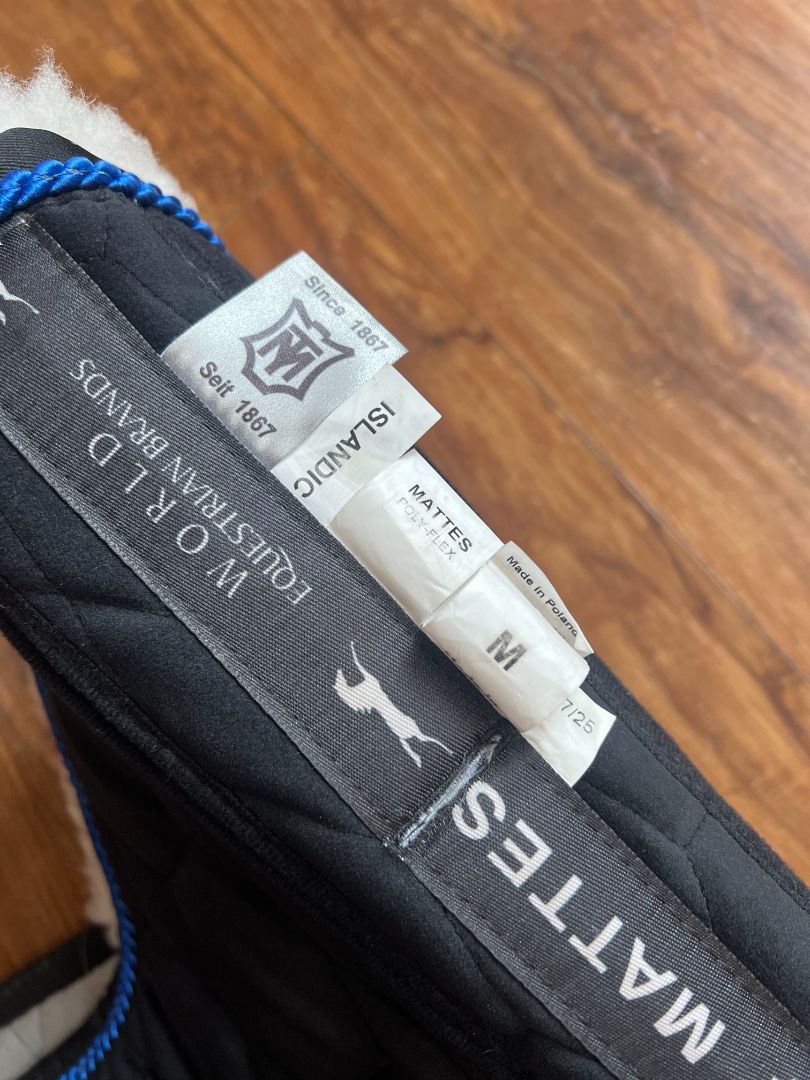 Since 1867
M
Seit 1867
ISLANDIC
MATTES
POLY-FLEX
Made in Poland
M
7/25
WORLD
EQUESTRIAN BRANDS
MATTES